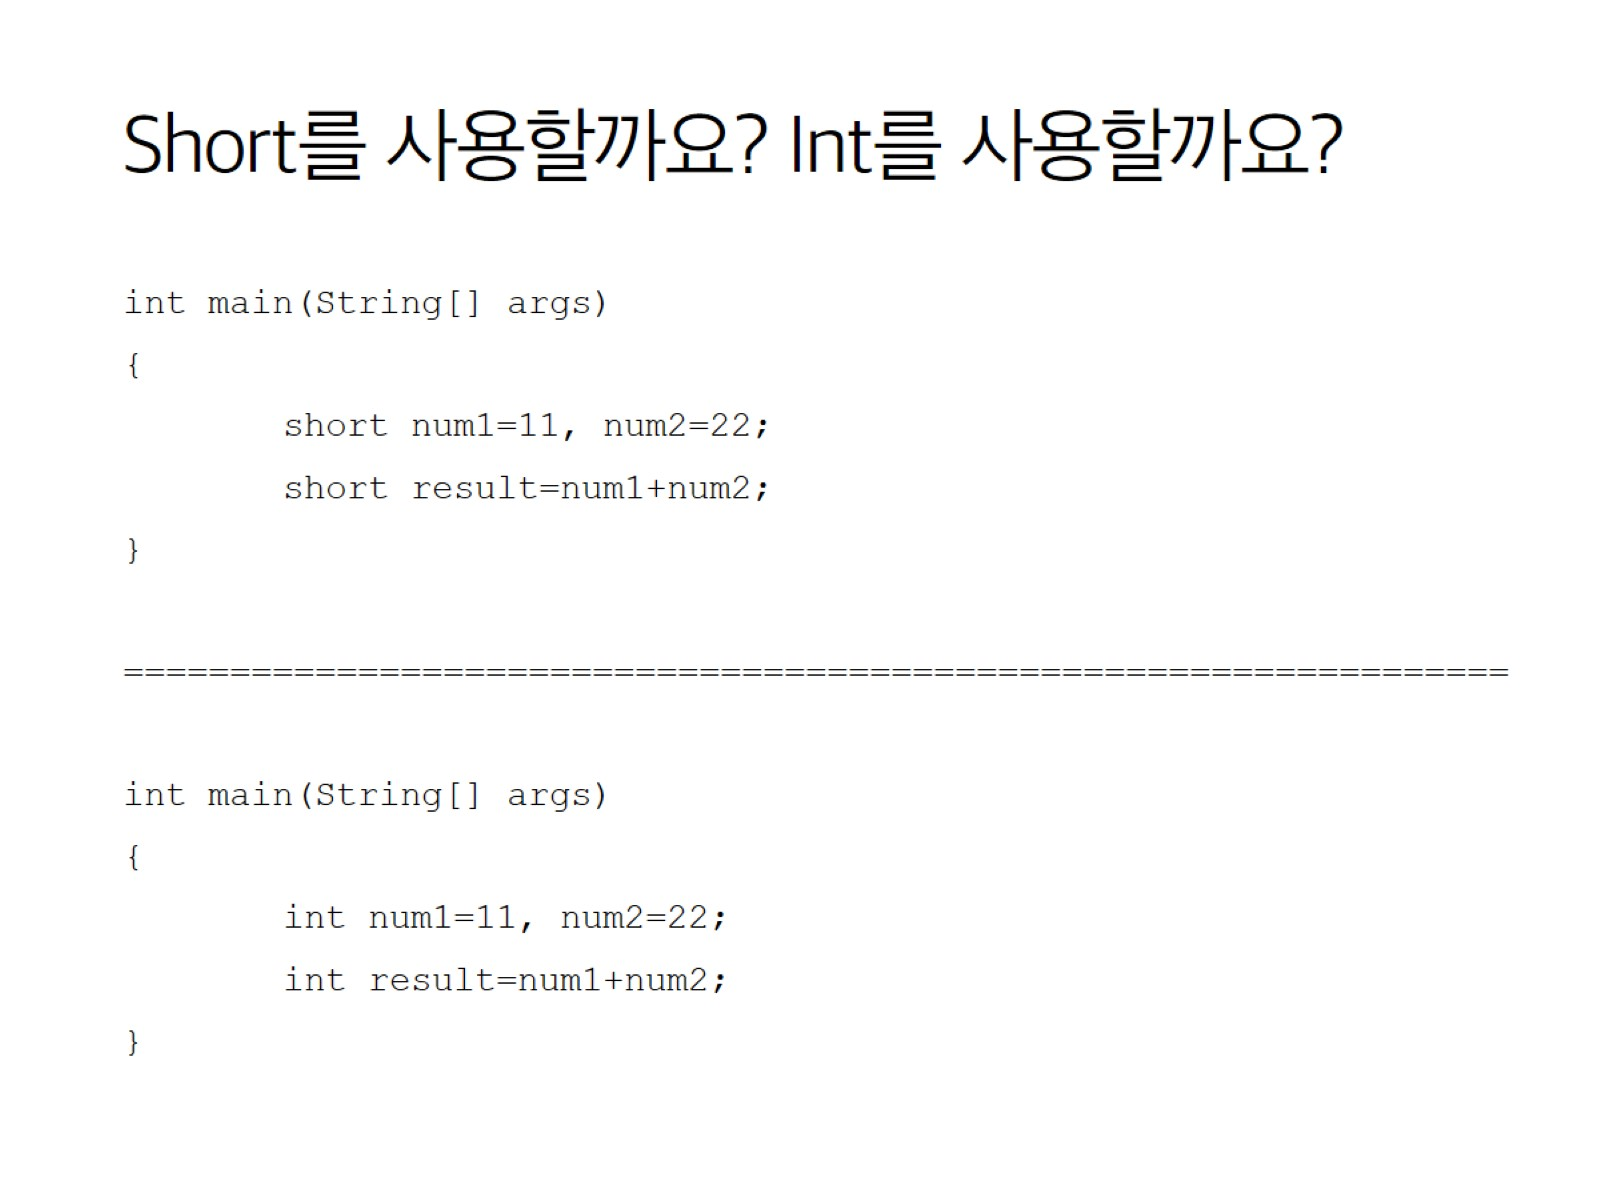 Short를 사용할까요? Int를 사용할까요?
int main(String[] args)
{
short num1=11, num2=22;
short result=num1+num2;
}
=================================================================
int main(String[] args)
{
int num1=11, num2=22;
int result=num1+num2;
}